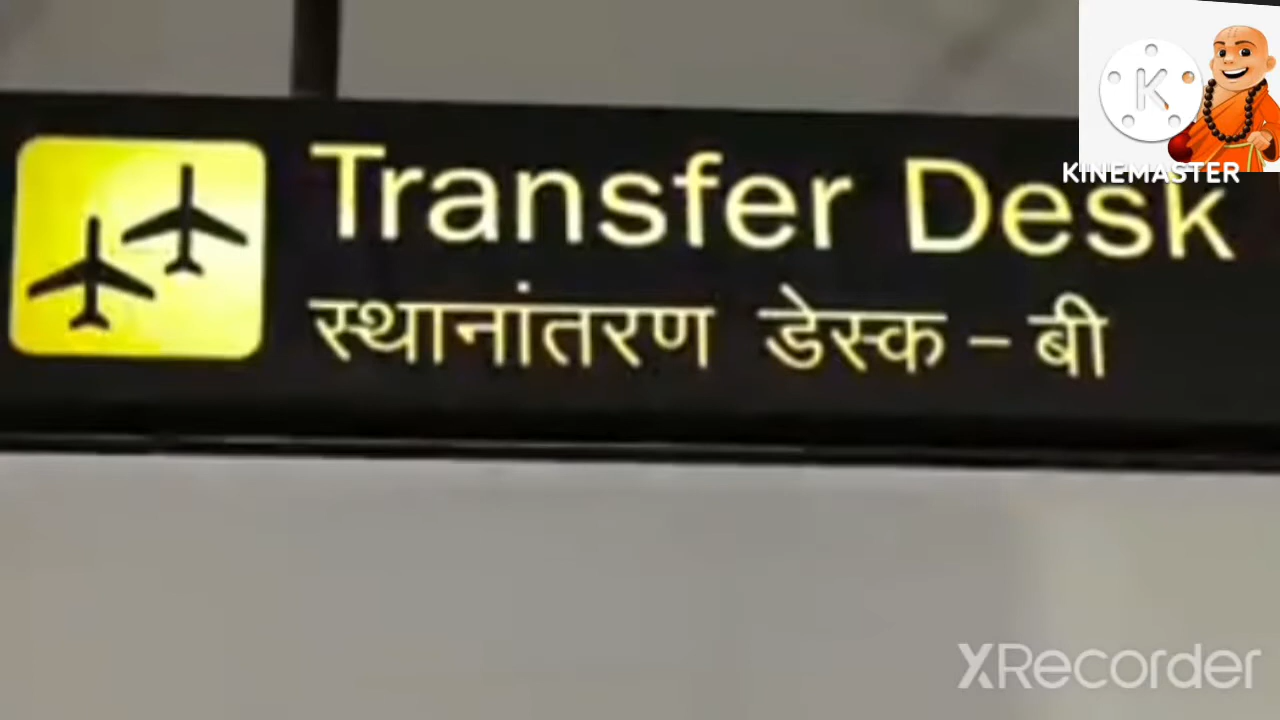 Transfer Desk
स्थानांतरण डेस्क - बी
K
KINEMASTER
XRecorder